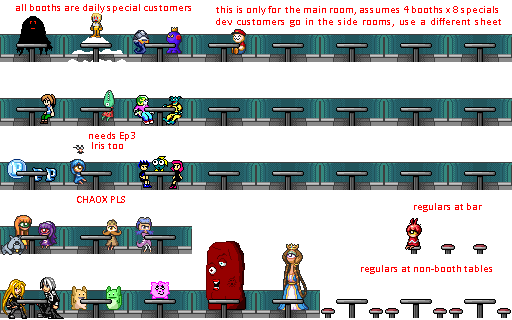 all booths are daily special customers
this is only for the main room, assumes 4 booths x 8 specials
dev customers go in the side rooms, use a different sheet
needs Ep3
Iris too
CHAOX PLS
regulars at bar
regulars at non-booth tables